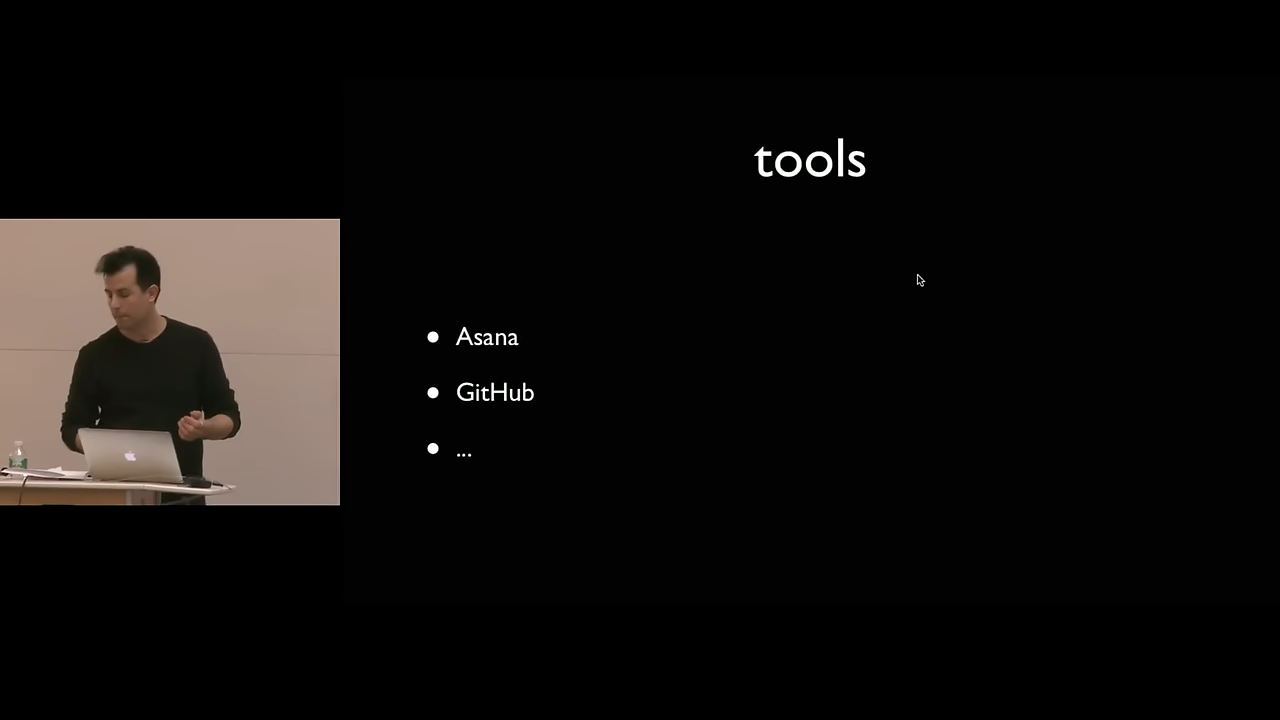 tools
• Asana
• GitHub
• ...